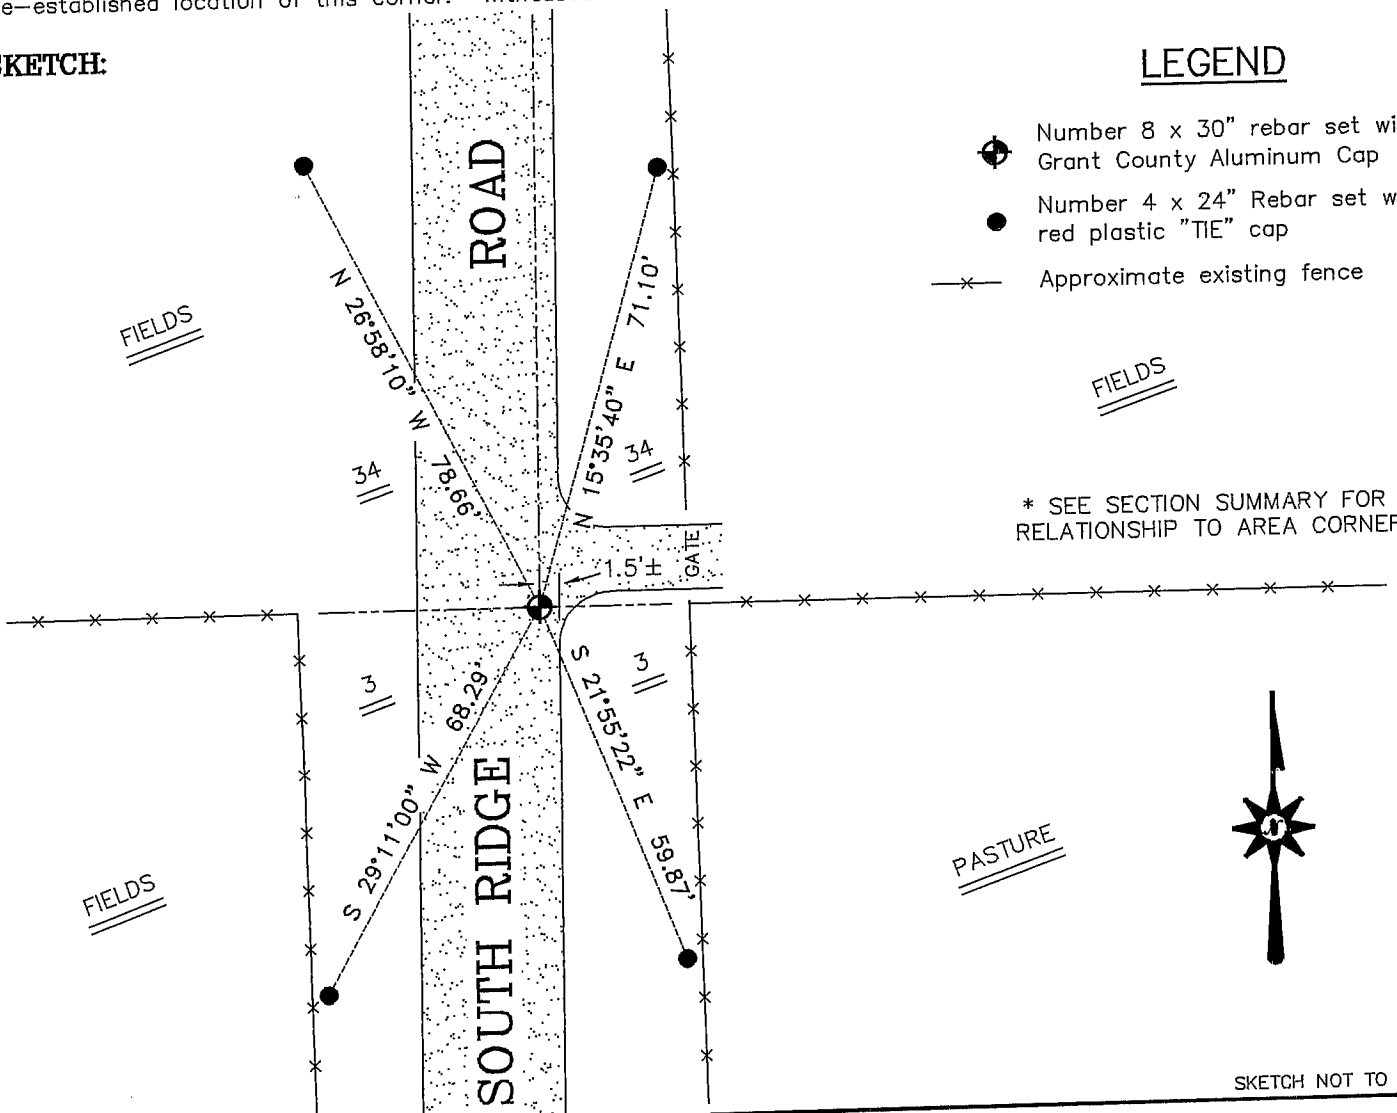 e-established location of this corner.
SKETCH:
LEGEND
Number 8 x 30" rebar set wi
Grant County Aluminum Cap
Number 4 x 24" Rebar set w
red plastic "TIE" cap
Approximate existing fence
ROAD
N 26°58'10" W 78.66'
N 15°35'40" E 71.10'
FIELDS
FIELDS
34
34
* SEE SECTION SUMMARY FOR
RELATIONSHIP TO AREA CORNER
GATE
1.5'±
3
3
S 29°11'00" W 68.29'
S 21°55'22" E 59.87'
SOUTH RIDGE
FIELDS
PASTURE
N
SKETCH NOT TO